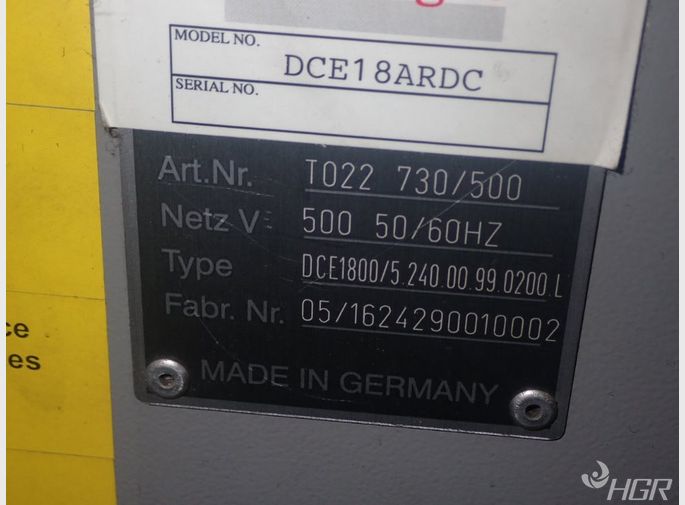 MODEL NO.
DCE18ARDC
SERIAL NO.
Art.Nr. T022 730/500
Netz V 500 50/60HZ
Type DCE1800/5.240.00.99.0200.L
Fabr. Nr. 05/1624290010002
MADE IN GERMANY
es
HGR